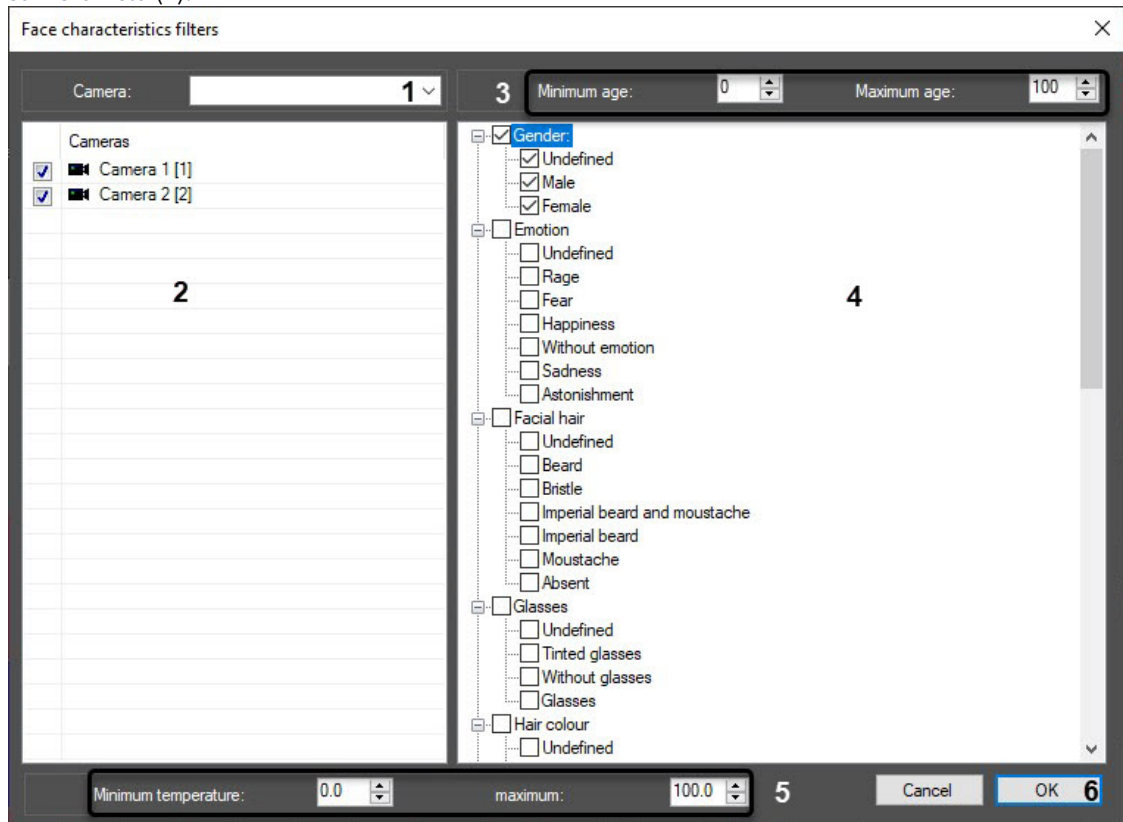 Face characteristics filters
Camera: 1 3 Minimum age: 0 Maximum age: 100
Cameras
Camera 1 [1]
Camera 2 [2]
2
Gender:
Undefined
Male
Female
Emotion
Undefined
Rage
Fear
4
Happiness
Without emotion
Sadness
Astonishment
Facial hair
Undefined
Beard
Bristle
Imperial beard and moustache
Imperial beard
Moustache
Absent
Glasses
Undefined
Tinted glasses
Without glasses
Glasses
Hair colour
Undefined
Minimum temperature: 0.0 maximum: 100.0 5 Cancel OK 6